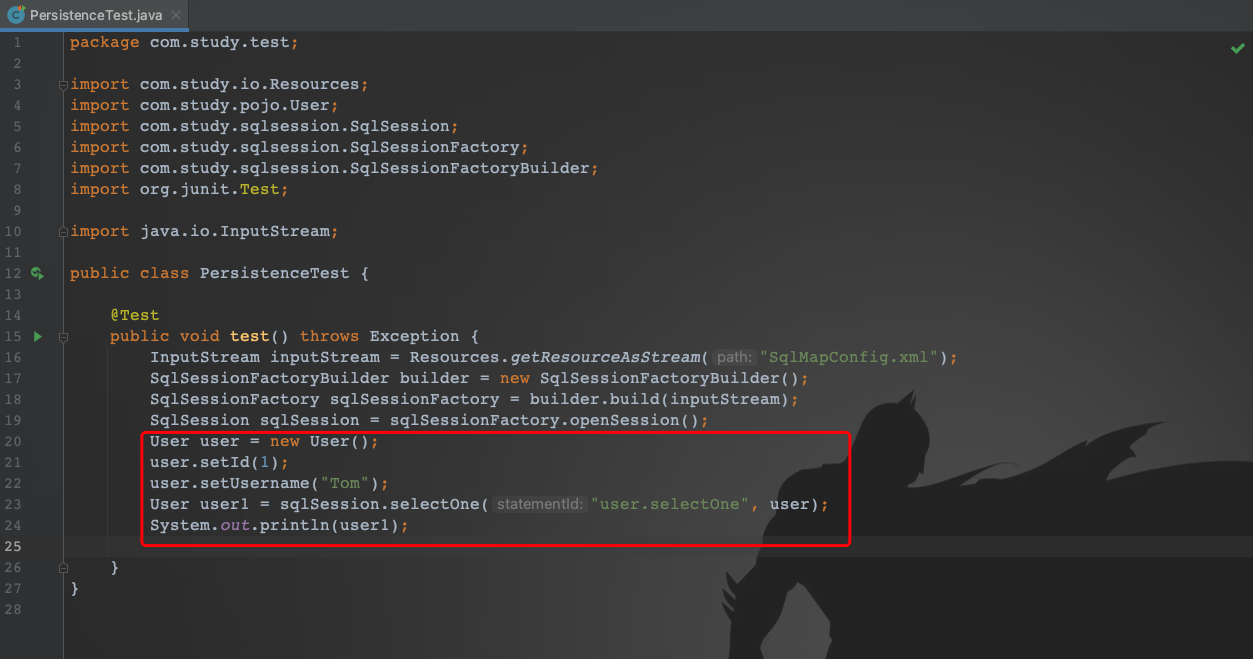 PersistenceTest.java
1 package com.study.test;
2
3 import com.study.io.Resources;
4 import com.study.pojo.User;
5 import com.study.sqlsession.SqlSession;
6 import com.study.sqlsession.SqlSessionFactory;
7 import com.study.sqlsession.SqlSessionFactoryBuilder;
8 import org.junit.Test;
9
10 import java.io.InputStream;
11
12 public class PersistenceTest {
13
14 @Test
15 public void test() throws Exception {
16 InputStream inputStream = Resources.getResourceAsStream( path: "SqlMapConfig.xml");
17 SqlSessionFactoryBuilder builder = new SqlSessionFactoryBuilder();
18 SqlSessionFactory sqlSessionFactory = builder.build(inputStream);
19 SqlSession sqlSession = sqlSessionFactory.openSession();
20 User user = new User();
21 user.setId(1);
22 user.setUsername("Tom");
23 User user1 = sqlSession.selectOne( statementId: "user.selectOne", user);
24 System.out.println(user1);
25
26 }
27 }
28